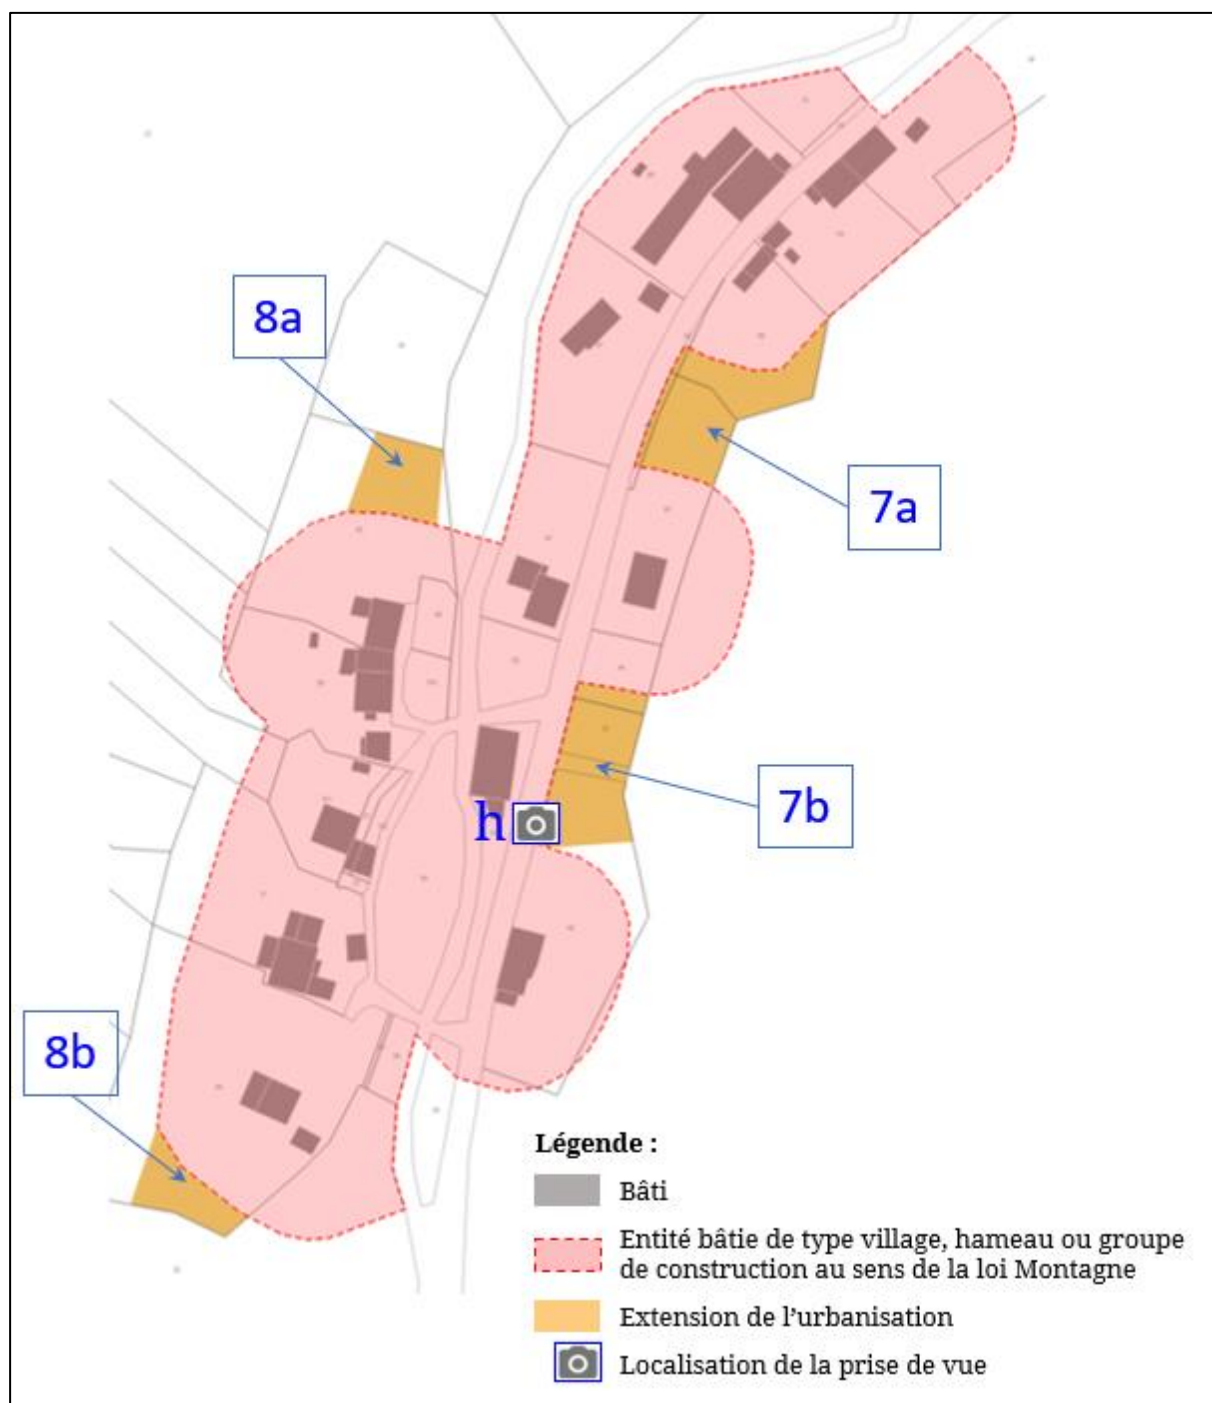 8a
7a
7b
h
8b
Légende :
Bâti
Entité bâtie de type village, hameau ou groupe
de construction au sens de la loi Montagne
Extension de l’urbanisation
Localisation de la prise de vue